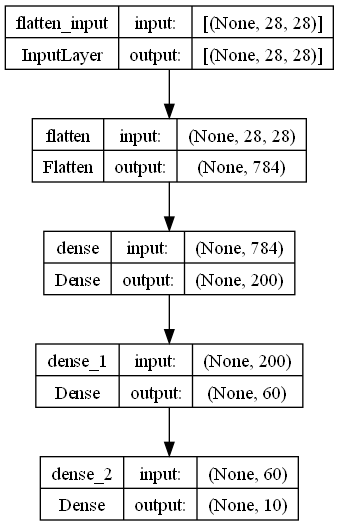 flatten_input input: [(None, 28, 28)]
InputLayer output: [(None, 28, 28)]
flatten input: (None, 28, 28)
Flatten output: (None, 784)
dense input: (None, 784)
Dense output: (None, 200)
dense_1 input: (None, 200)
Dense output: (None, 60)
dense_2 input: (None, 60)
Dense output: (None, 10)